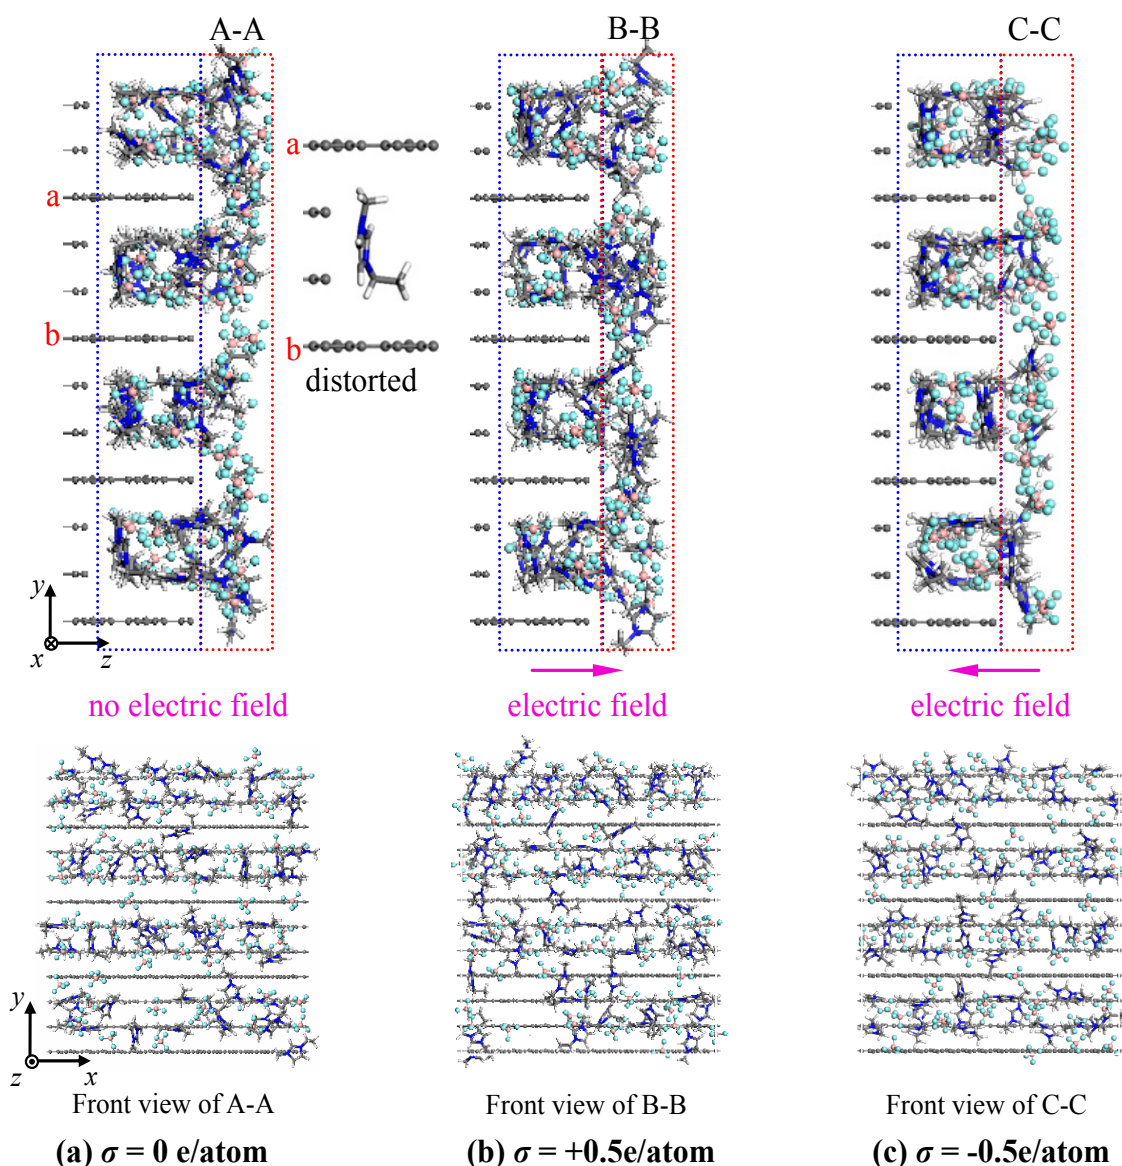 A-A
B-B
C-C
a
a
b
b
distorted
y
x
z
no electric field
electric field
electric field
y
z
x
Front view of A-A
Front view of B-B
Front view of C-C
(a) σ = 0 e/atom
(b) σ = +0.5e/atom
(c) σ = -0.5e/atom